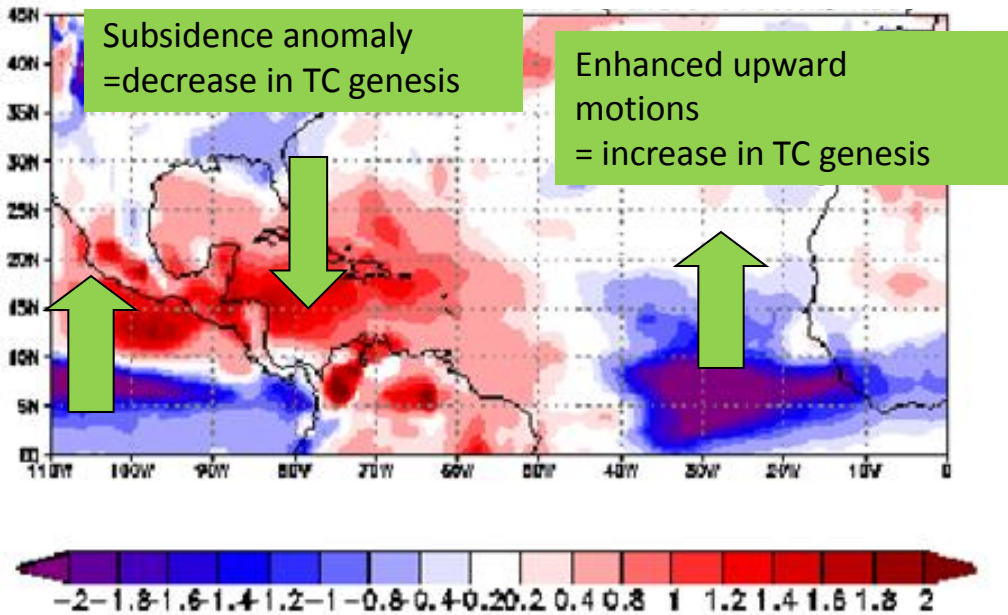 45N
Subsidence anomaly
=decrease in TC genesis
Enhanced upward
motions
= increase in TC genesis
40N
35N
30N
25N
20N
15N
10N
5N
EQ
110W 100W 90W 80W 70W 60W 50W 40W 30W 20W 10W 0
-2-1.8-1.6-1.4-1.2-1-0.8-0.4-0.20.2 0.4 0.8 1 1.2 1.4 1.6 1.8 2